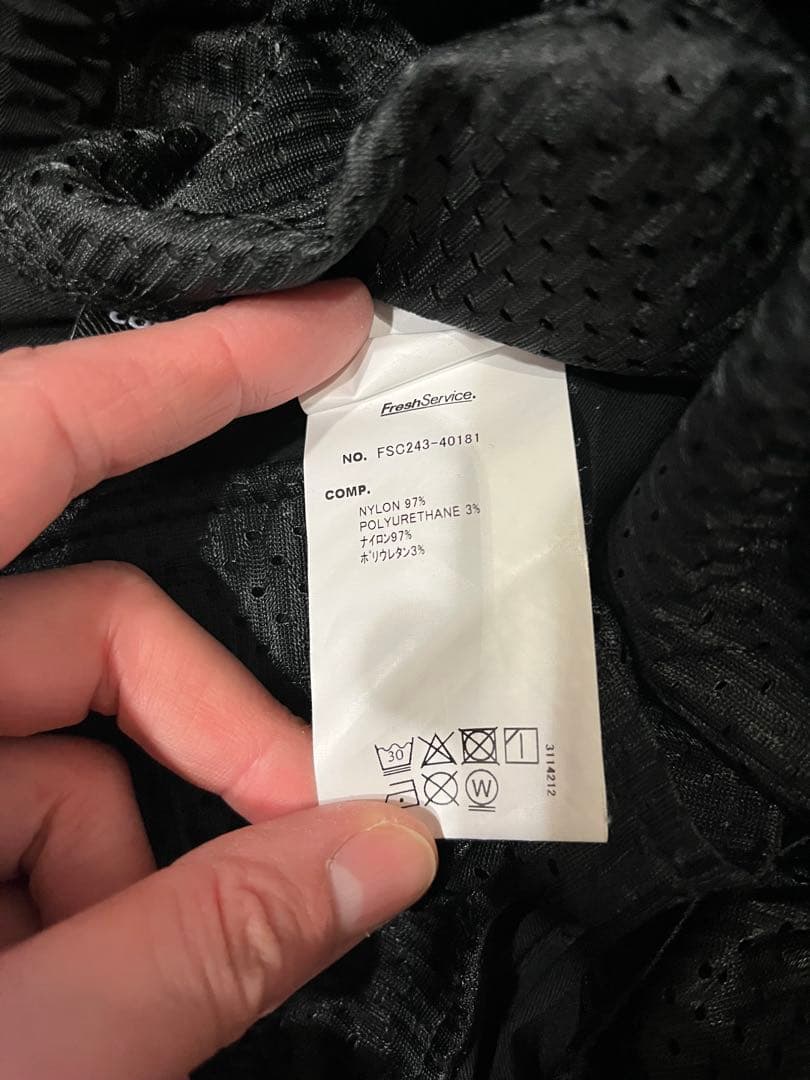 FreshService.
NO. FSC243-40181
COMP.
NYLON 97%
POLYURETHANE 3%
ナイロン97%
ポリウレタン3%
30
W
3114212